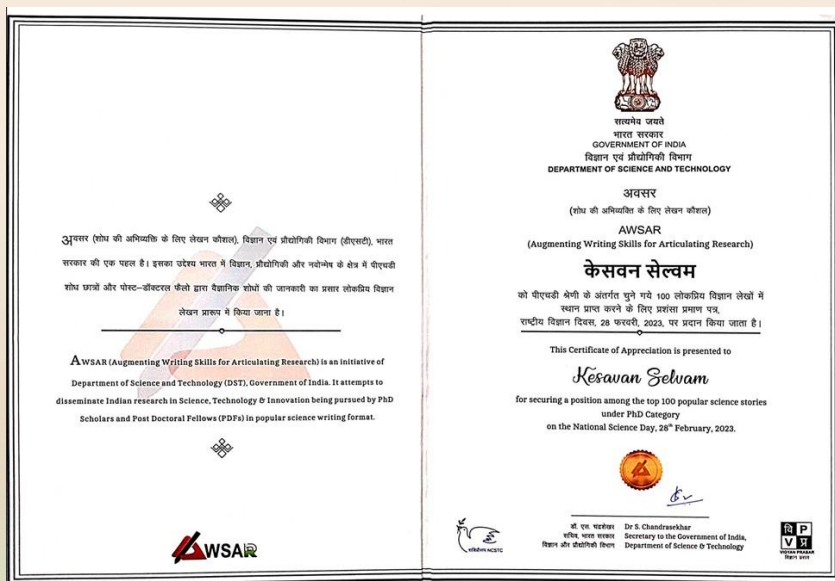 अवसर (शोध की अभिव्यक्ति के लिए लेखन कौशल), विज्ञान एवं प्रौद्योगिकी विभाग (डीएसटी), भारत
सरकार की एक पहल है। इसका उद्देश्य भारत में विज्ञान, प्रौद्योगिकी और नवोन्मेष के क्षेत्र में पीएचडी
शोध छात्रों और पोस्ट-डॉक्टरल फेलो द्वारा वैज्ञानिक शोधों की जानकारी का प्रसार लोकप्रिय विज्ञान
लेखन प्रारूप में किया जाना है।
AWSAR (Augmenting Writing Skills for Articulating Research) is an initiative of
Department of Science and Technology (DST), Government of India. It attempts to
disseminate Indian research in Science, Technology & Innovation being pursued by PhD
Scholars and Post Doctoral Fellows (PDFs) in popular science writing format.
AWSAR
सत्यमेव जयते
भारत सरकार
GOVERNMENT OF INDIA
विज्ञान एवं प्रौद्योगिकी विभाग
DEPARTMENT OF SCIENCE AND TECHNOLOGY
अवसर
(शोध की अभिव्यक्ति के लिए लेखन कौशल)
AWSAR
(Augmenting Writing Skills for Articulating Research)
केसवन सेल्वम
को पीएचडी श्रेणी के अंतर्गत चुने गये 100 लोकप्रिय विज्ञान लेखों में
स्थान प्राप्त करने के लिए प्रशंसा प्रमाण पत्र,
राष्ट्रीय विज्ञान दिवस, 28 फरवरी, 2023, पर प्रदान किया जाता है।
This Certificate of Appreciation is presented to
Kesavan Selvam
for securing a position among the top 100 popular science stories
under PhD Category
on the National Science Day, 28th February, 2023.
डॉ. एस. चंद्रशेखर
सचिव, भारत सरकार
विज्ञान और प्रौद्योगिकी विभाग
Dr S. Chandrasekhar
Secretary to the Government of India,
Department of Science & Technology
NCSTC
वि P
V प्र
VIGYAN PRASAR
विज्ञान प्रसार